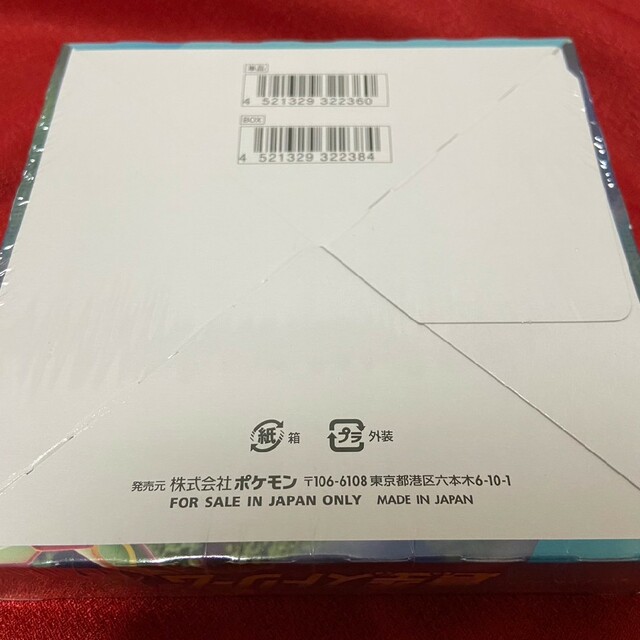 単品
4 521329 322360
BOX
4 521329 322384
紙 箱 プラ 外装
発売元 株式会社ポケモン 〒106-6108 東京都港区六本木6-10-1
FOR SALE IN JAPAN ONLY MADE IN JAPAN